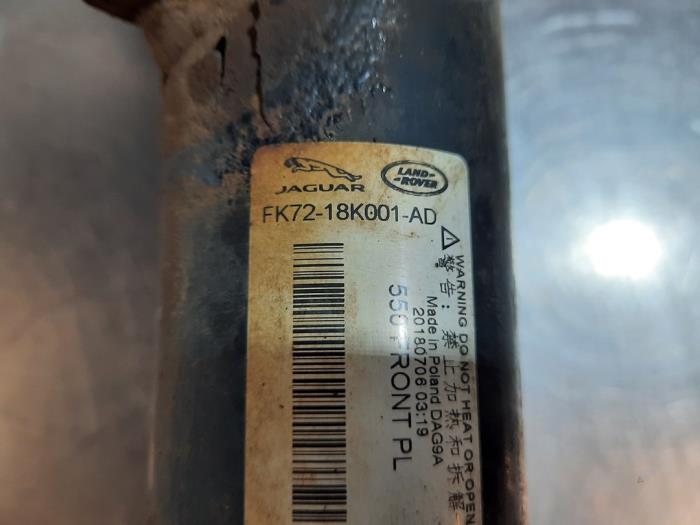 JAGUAR
LAND-
-ROVER
FK72-18K001-AD
WARNING DO NOT HEAT OR OPEN
警告: 禁止加热和拆解
Made in Poland DAG9A
20180706 03:19
FRONT PL